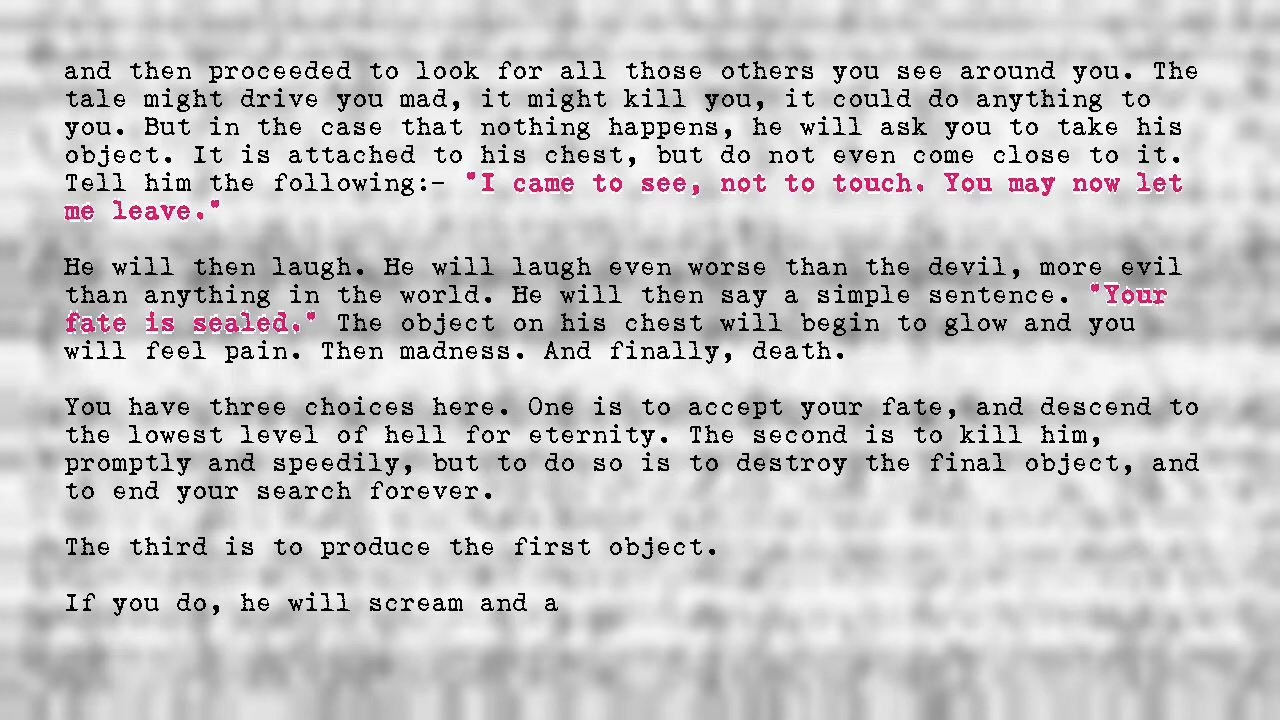 and then proceeded to look for all those others you see around you. The
tale might drive you mad, it might kill you, it could do anything to
you. But in the case that nothing happens, he will ask you to take his
object. It is attached to his chest, but do not even come close to it.
Tell him the following:- "I came to see, not to touch. You may now let
me leave."
He will then laugh. He will laugh even worse than the devil, more evil
than anything in the world. He will then say a simple sentence. "Your
fate is sealed." The object on his chest will begin to glow and you
will feel pain. Then madness. And finally, death.
You have three choices here. One is to accept your fate, and descend to
the lowest level of hell for eternity. The second is to kill him,
promptly and speedily, but to do so is to destroy the final object, and
to end your search forever.
The third is to produce the first object.
If you do, he will scream and a